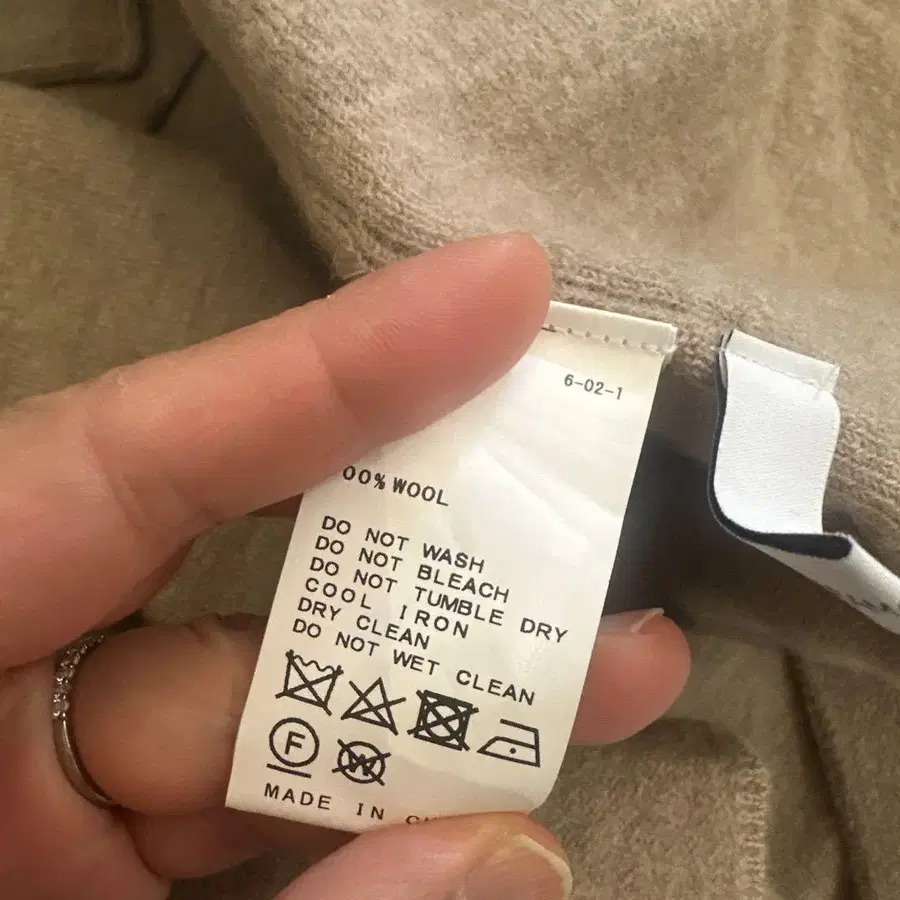 6-02-1
00% WOOL
DO NOT WASH
DO NOT BLEACH
DO NOT TUMBLE DRY
COOL IRON
DRY CLEAN
DO NOT WET CLEAN
F W
MADE IN